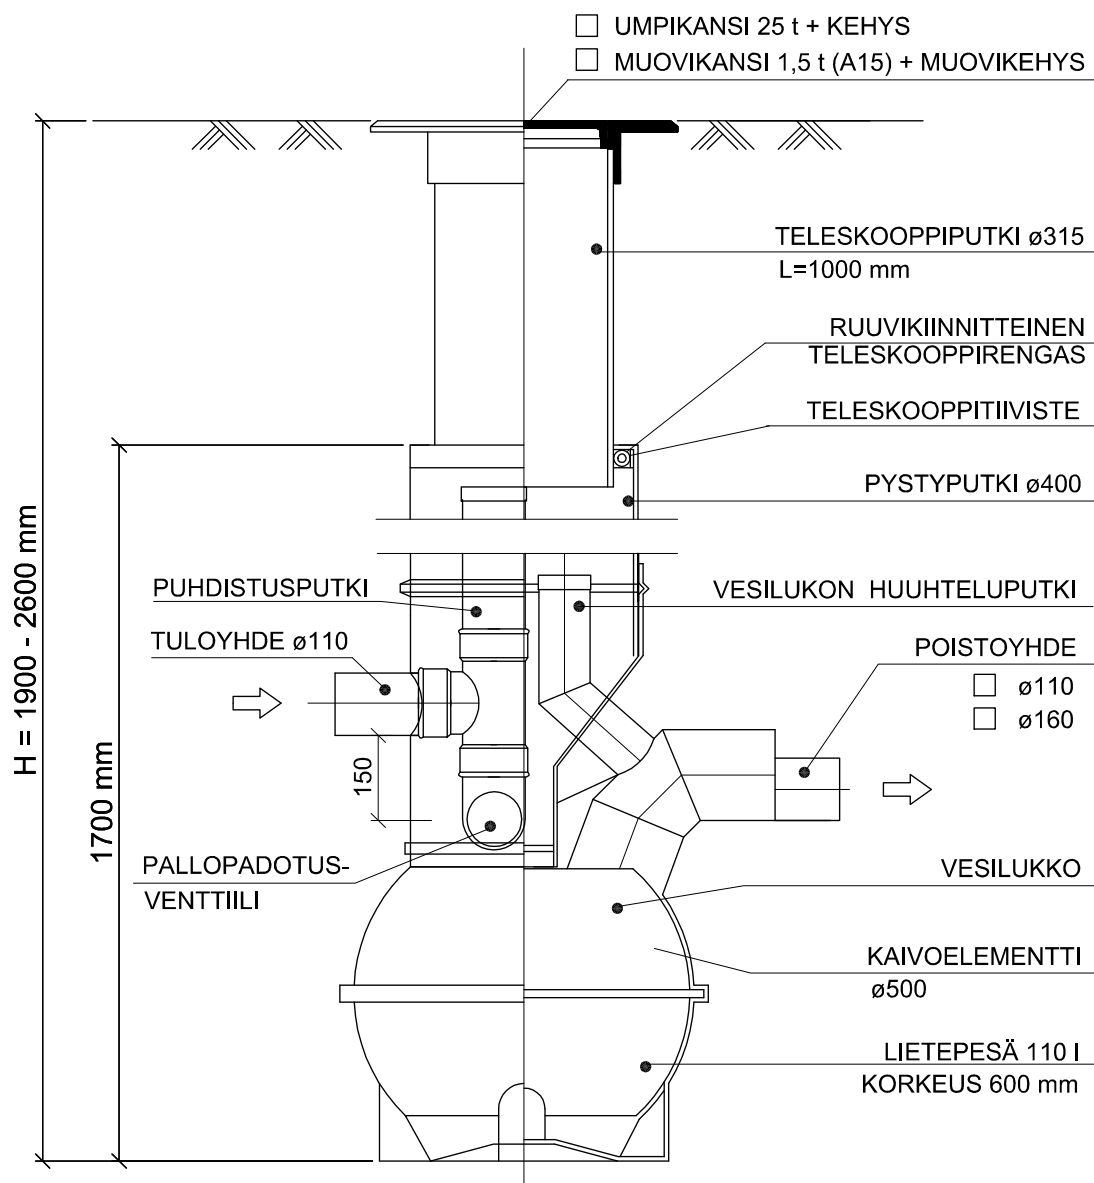 UMPIKANSI 25 t + KEHYS
MUOVIKANSI 1,5 t (A15) + MUOVIKEHYS
TELESKOOPPIPUTKI ø315
L=1000 mm
RUUVIKIINNITTEINEN
TELESKOOPPIRENGAS
TELESKOOPPITIIVISTE
PYSTYPUTKI ø400
H = 1900 - 2600 mm
1700 mm
PUHDISTUSPUTKI
VESILUKON HUUHTELUPUTKI
TULOYHDE ø110
POISTOYHDE
ø110
ø160
150
PALLOPADOTUS-
VENTTIILI
VESILUKKO
KAIVOELEMENTTI
ø500
LIETEPESÄ 110 l
KORKEUS 600 mm